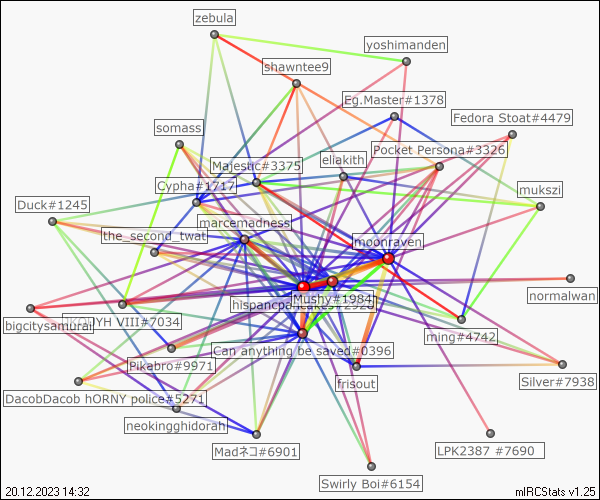 zebula
yoshimanden
shawntee9
Eg.Master#1378
Fedora Stoat#4479
somass
Pocket Persona#3326
eliakith
Majestic#3375
Cypha#1717
mukszi
Duck#1245
marcemadness
the_second_twat
moonraven
normalwan
Mushy#1984
hispanop
bigcitysamurai
VIII#7034
ming#4742
Can anything be saved#0396
Pikabro#9971
frisout
Silver#7938
DacobDacob hORNY police#5271
neokingghidorah
Madネコ#6901
LPK2387 #7690
Swirly Boi#6154
20.12.2023 14:32
mIRCStats v1.25